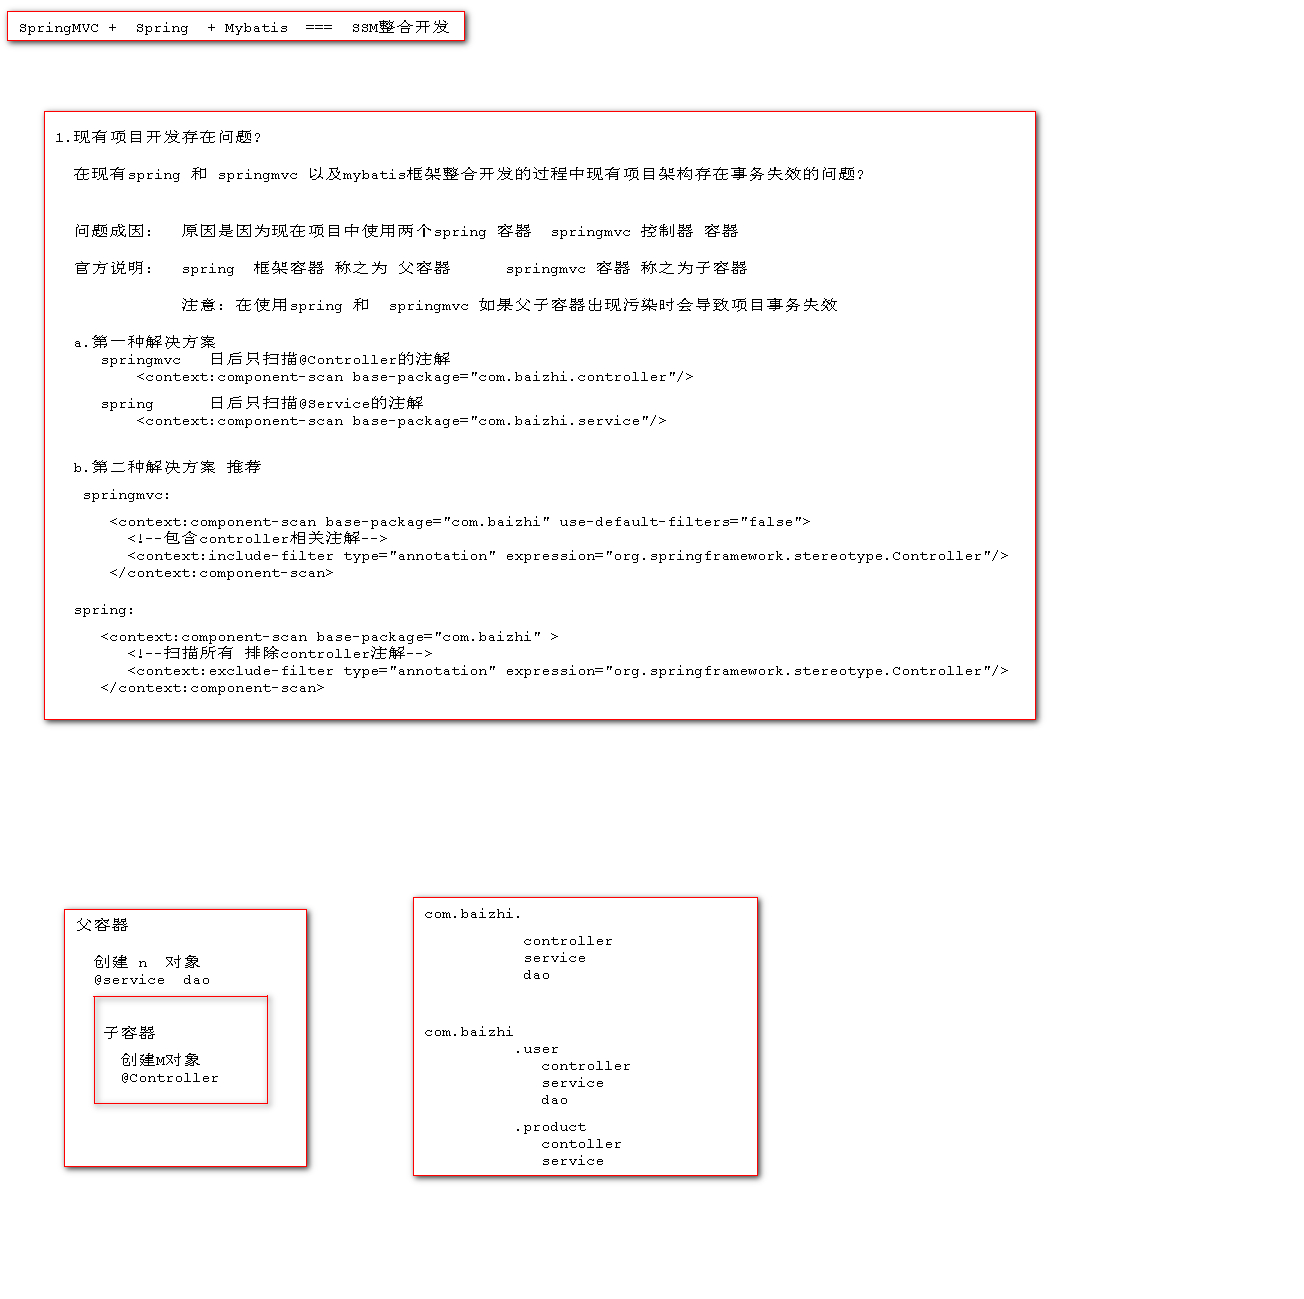 SpringMVC +  Spring  + Mybatis  ===  SSM整合开发
1.现有项目开发存在问题?
在现有spring 和 springmvc 以及mybatis框架整合开发的过程中现有项目架构存在事务失效的问题?
问题成因:   原因是因为现在项目中使用两个spring 容器  springmvc 控制器 容器
官方说明:   spring  框架容器 称之为 父容器      springmvc 容器 称之为子容器
注意: 在使用spring 和  springmvc 如果父子容器出现污染时会导致项目事务失效
a.第一种解决方案
springmvc   日后只扫描@Controller的注解
<context:component-scan base-package="com.baizhi.controller"/>
spring      日后只扫描@Service的注解
<context:component-scan base-package="com.baizhi.service"/>
b.第二种解决方案 推荐
springmvc:
<context:component-scan base-package="com.baizhi" use-default-filters="false">
<!--包含controller相关注解-->
<context:include-filter type="annotation" expression="org.springframework.stereotype.Controller"/>
</context:component-scan>
spring:
<context:component-scan base-package="com.baizhi" >
<!--扫描所有 排除controller注解-->
<context:exclude-filter type="annotation" expression="org.springframework.stereotype.Controller"/>
</context:component-scan>
父容器
创建 n  对象
@service  dao
子容器
创建M对象
@Controller
com.baizhi.
controller
service
dao
com.baizhi
.user
controller
service
dao
.product
contoller
service